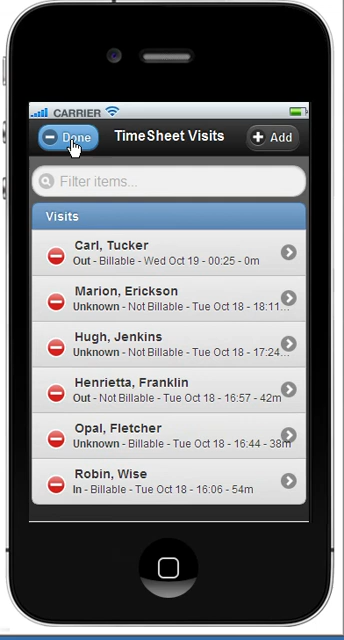 CARRIER
Done
TimeSheet Visits
Add
Filter items...
Visits
Carl, Tucker
Out - Billable - Wed Oct 19 - 00:25 - 0m
Marion, Erickson
Unknown - Not Billable - Tue Oct 18 - 18:11...
Hugh, Jenkins
Unknown - Not Billable - Tue Oct 18 - 17:24...
Henrietta, Franklin
Out - Not Billable - Tue Oct 18 - 16:57 - 42m
Opal, Fletcher
Unknown - Billable - Tue Oct 18 - 16:44 - 38m
Robin, Wise
In - Billable - Tue Oct 18 - 16:06 - 54m